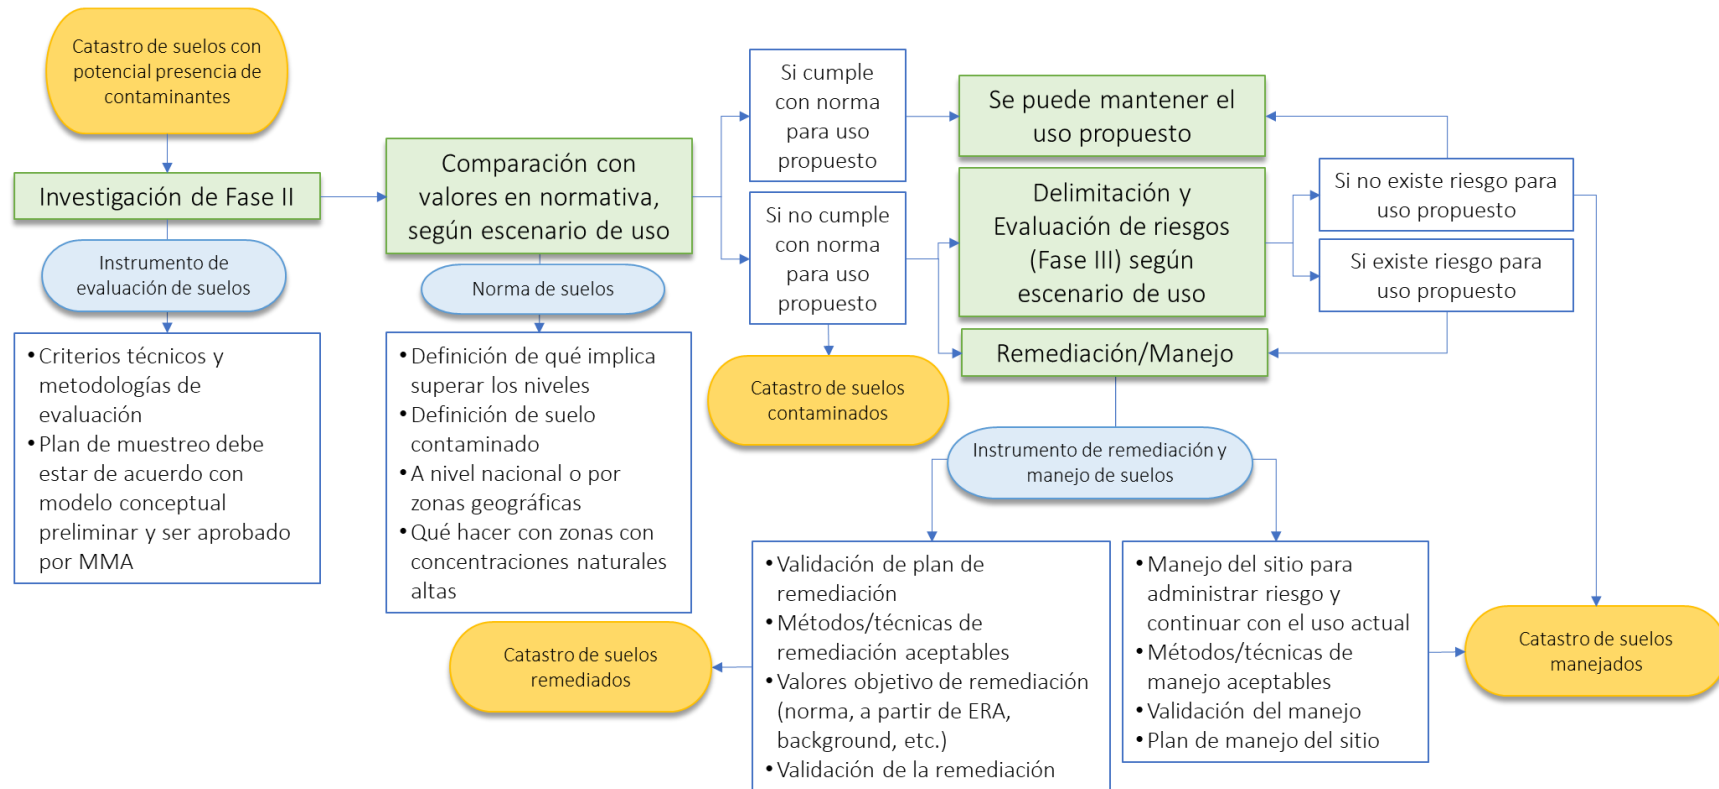 Catastro de suelos con
potencial presencia de
contaminantes
Investigación de Fase II
Instrumento de
evaluación de suelos
• Criterios técnicos y
metodologías de
evaluación
• Plan de muestreo debe
estar de acuerdo con
modelo conceptual
preliminar y ser aprobado
por MMA
Comparación con
valores en normativa,
según escenario de uso
Norma de suelos
• Definición de qué implica
superar los niveles
• Definición de suelo
contaminado
• A nivel nacional o por
zonas geográficas
• Qué hacer con zonas con
concentraciones naturales
altas
Si cumple
con norma
para uso
propuesto
Si no cumple
con norma
para uso
propuesto
Catastro de suelos
contaminados
Se puede mantener el
uso propuesto
Delimitación y
Evaluación de riesgos
(Fase III) según
escenario de uso
Remediación/Manejo
Si no existe riesgo para
uso propuesto
Si existe riesgo para
uso propuesto
Instrumento de remediación y
manejo de suelos
• Validación de plan de
remediación
• Métodos/técnicas de
remediación aceptables
• Valores objetivo de remediación
(norma, a partir de ERA,
background, etc.)
• Validación de la remediación
Catastro de suelos
remediados
• Manejo del sitio para
administrar riesgo y
continuar con el uso actual
• Métodos/técnicas de
manejo aceptables
• Validación del manejo
• Plan de manejo del sitio
Catastro de suelos
manejados